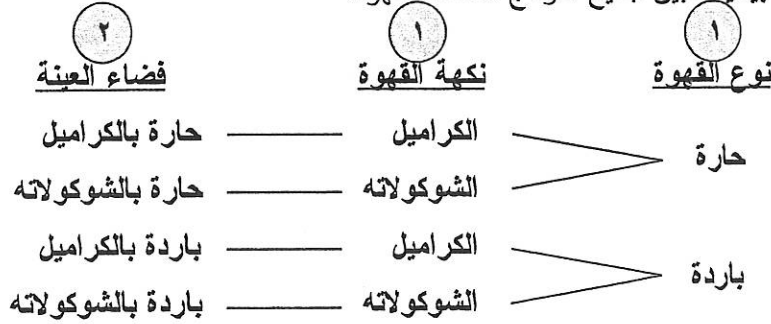 ١ ١ ٢
نوع القهوة نكهة القهوة فضاء العينة
الكراميل حارة بالكراميل
حارة
الشوكولاته حارة بالشوكولاته
الكراميل باردة بالكراميل
باردة
الشوكولاته باردة بالشوكولاته